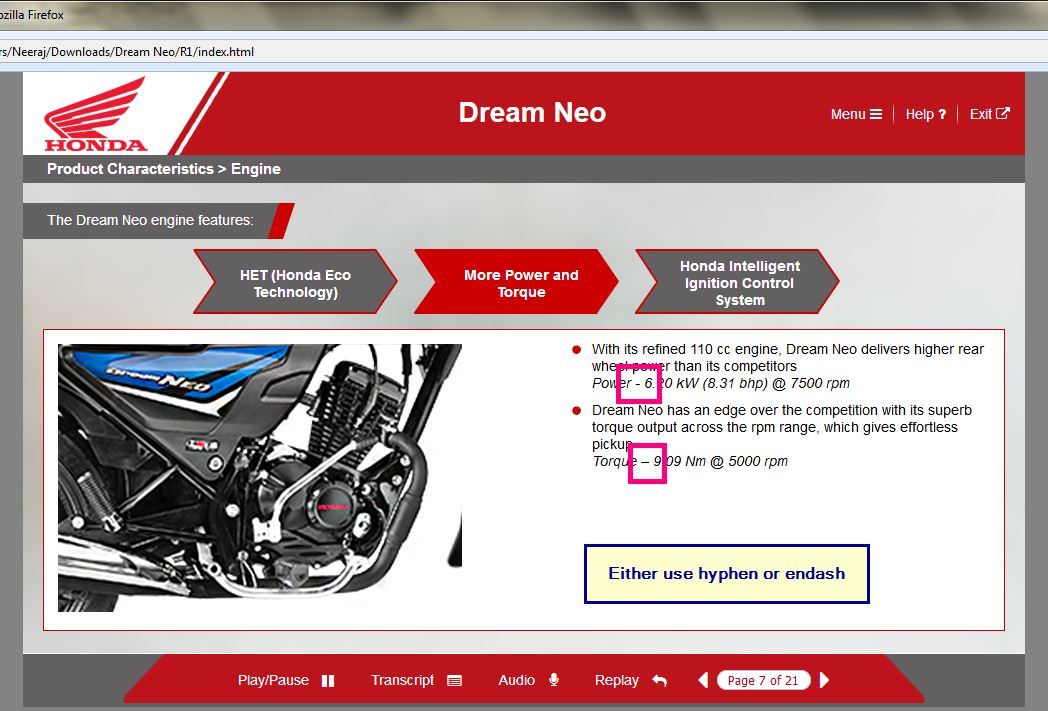 ozilla Firefox
rs/Neeraj/Downloads/Dream Neo/R1/index.html
HONDA
Dream Neo
Menu
Help ?
Exit
Product Characteristics > Engine
The Dream Neo engine features:
HET (Honda Eco
Technology)
More Power and
Torque
Honda Intelligent
Ignition Control
System
With its refined 110 cc engine, Dream Neo delivers higher rear
wheel power than its competitors
Power - 6.20 kW (8.31 bhp) @ 7500 rpm
Dream Neo has an edge over the competition with its superb
torque output across the rpm range, which gives effortless
pickup
Torque – 9.09 Nm @ 5000 rpm
Dream NEO
HONDA
Either use hyphen or endash
Play/Pause
Transcript
Audio
Replay
Page 7 of 21